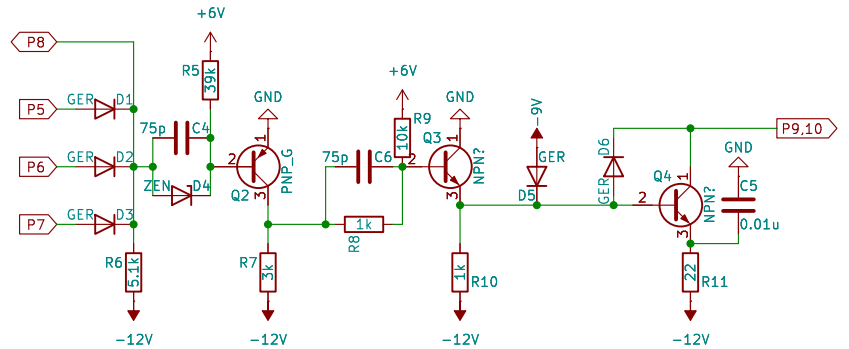 +6V
P8
R5
39k
+6V
GND
GND
-9V
P9,10
GER
D1
P5
75p
C4
1
R9
10k
Q3
1
GER
D6
GND
P6
GER
D2
2
PNP_G
75p
C6
2
NPN?
D5
GER
Q4
1
C5
ZEN
D4
Q2
3
3
2
NPN?
P7
GER
D3
1k
R8
3
0.01u
R6
5.1k
R7
3k
1k
R10
22
R11
-12V
-12V
-12V
-12V